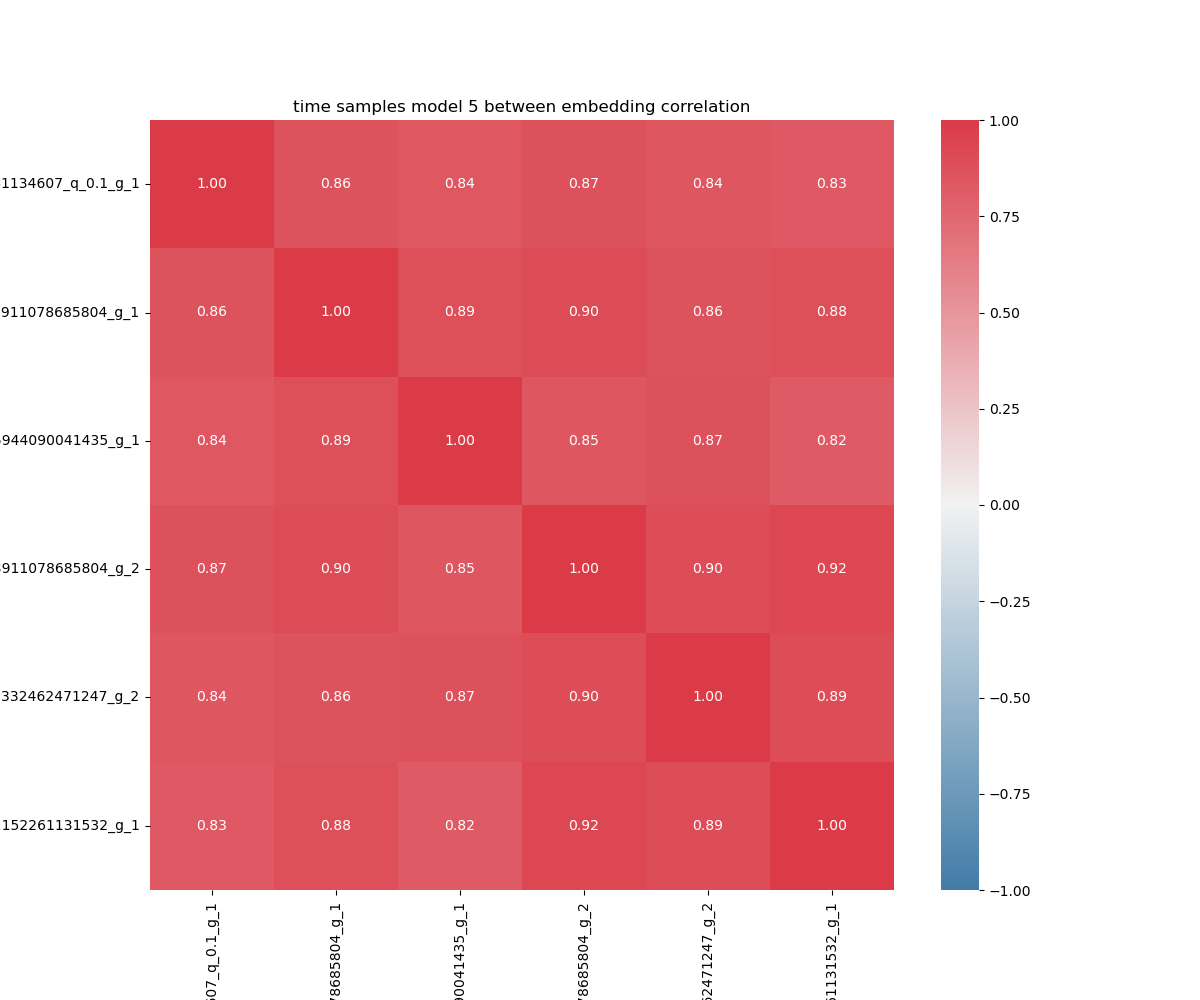 time samples model 5 between embedding correlation
1134607_q_0.1_g_1
1.00 0.86 0.84 0.87 0.84 0.83
911078685804_g_1
0.86 1.00 0.89 0.90 0.86 0.88
944090041435_g_1
0.84 0.89 1.00 0.85 0.87 0.82
911078685804_g_2
0.87 0.90 0.85 1.00 0.90 0.92
332462471247_g_2
0.84 0.86 0.87 0.90 1.00 0.89
152261131532_g_1
0.83 0.88 0.82 0.92 0.89 1.00
607_q_0.1_g_1
78685804_g_1
90041435_g_1
78685804_g_2
62471247_g_2
61131532_g_1
1.00
0.75
0.50
0.25
0.00
−0.25
−0.50
−0.75
−1.00